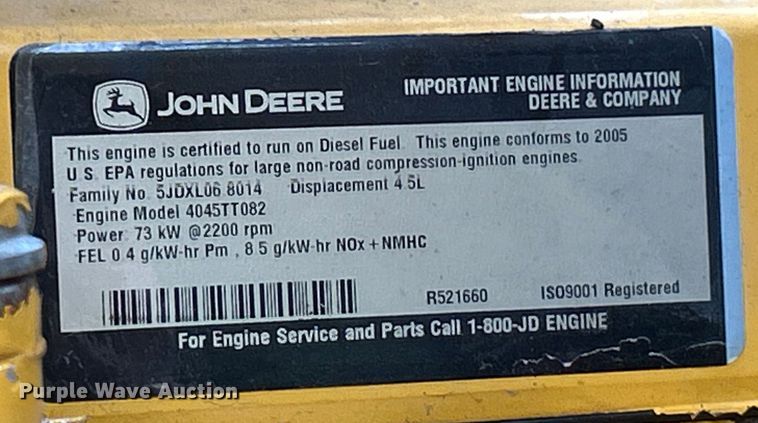 JOHN DEERE
IMPORTANT ENGINE INFORMATION
DEERE & COMPANY
This engine is certified to run on Diesel Fuel. This engine conforms to 2005
U.S. EPA regulations for large non-road compression-ignition engines.
Family No. 5JDXL06.8014 Displacement 4.5L
Engine Model 4045TT082
Power: 73 kW @2200 rpm
FEL 0.4 g/kW-hr Pm , 8.5 g/kW-hr NOx + NMHC
R521660 ISO9001 Registered
For Engine Service and Parts Call 1-800-JD ENGINE
Purple Wave Auction